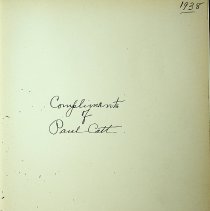 1938
Compliments
of
Paul Catt